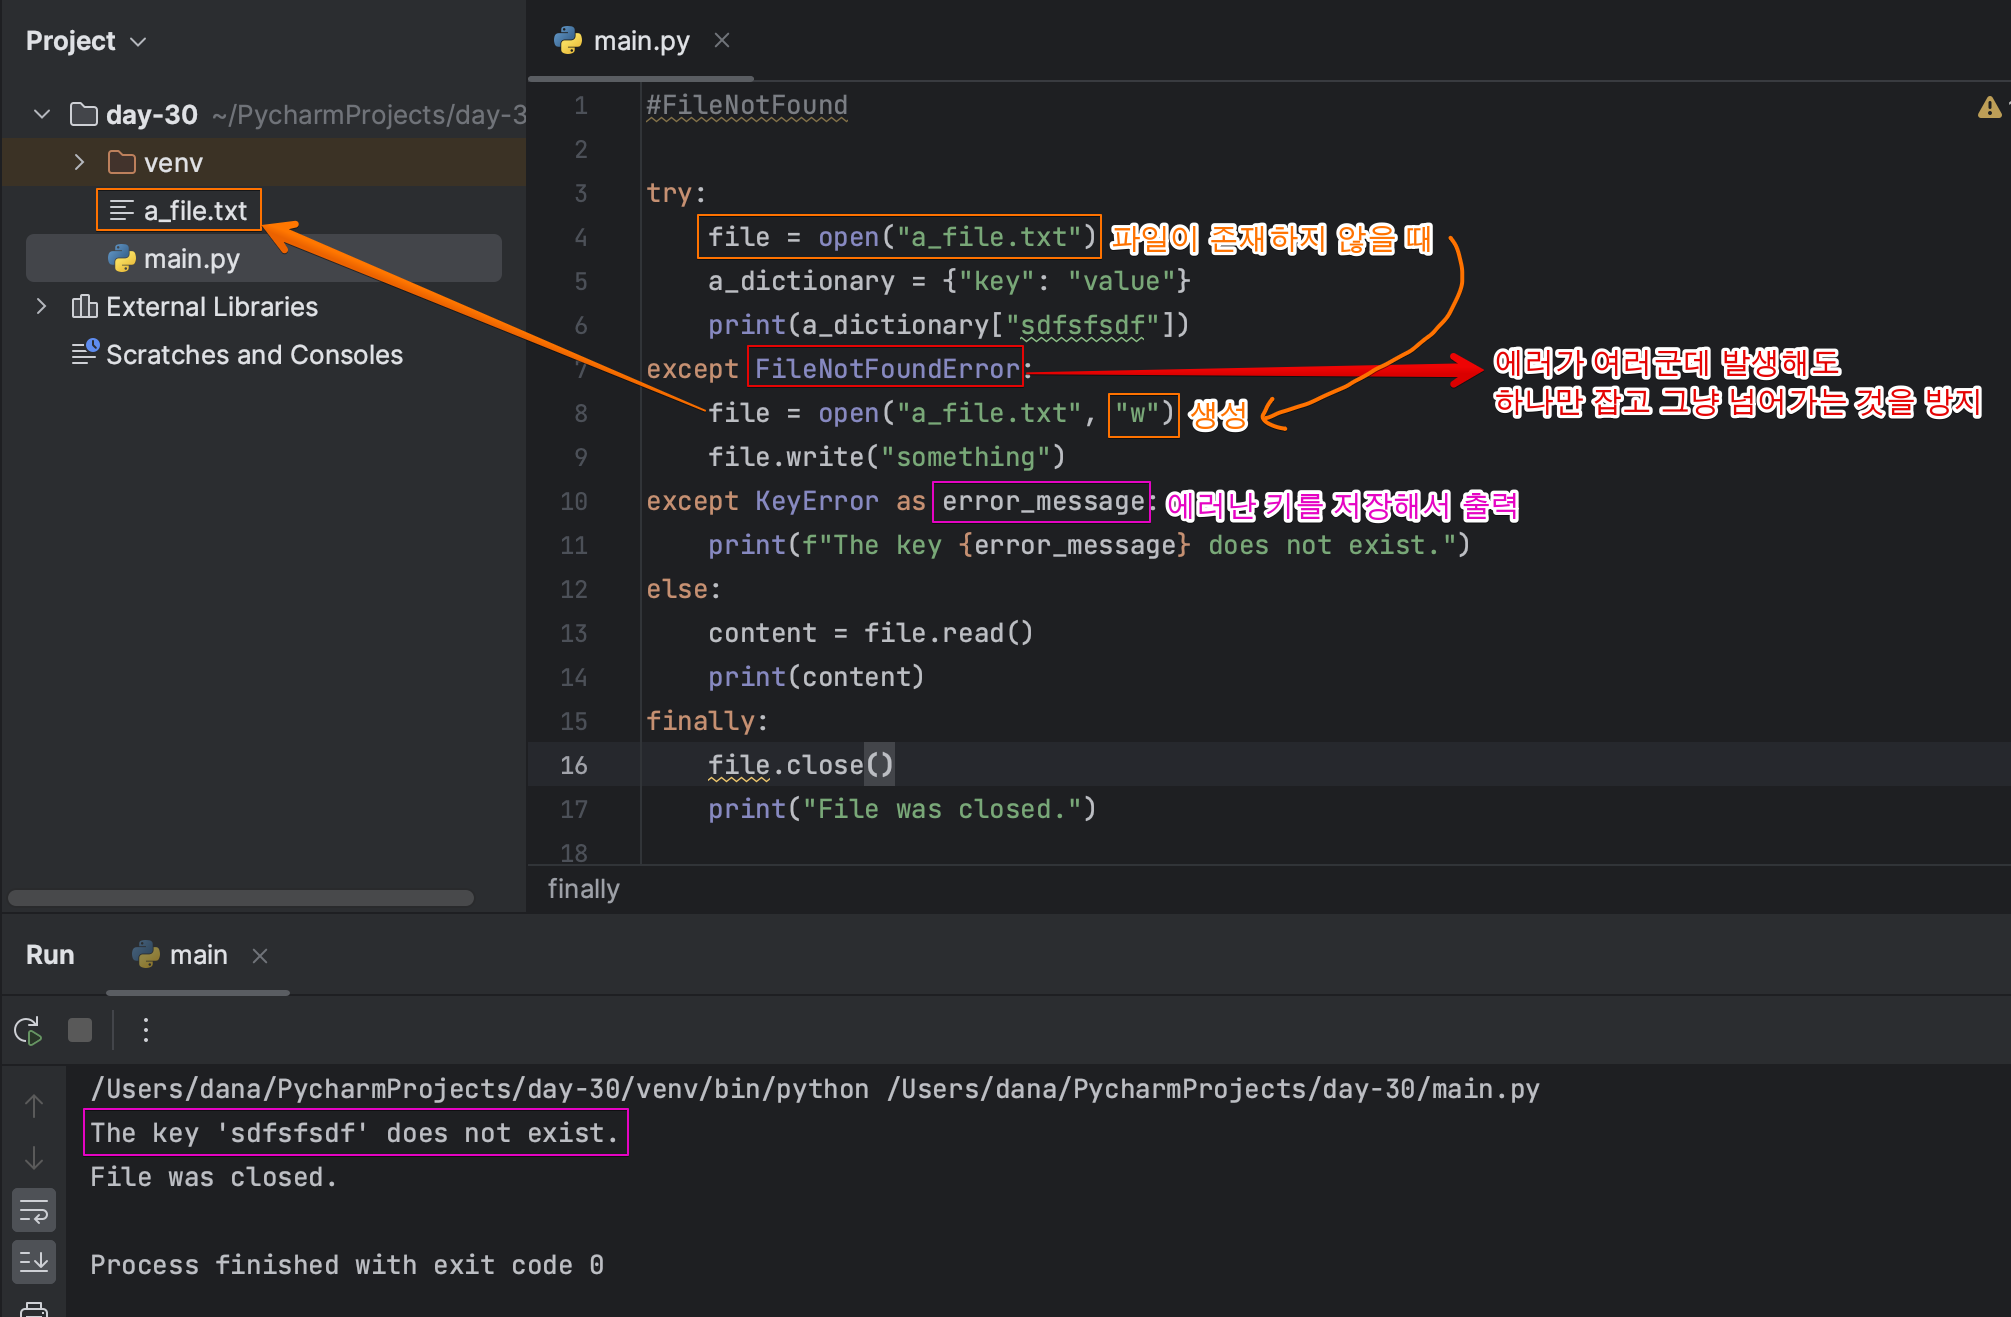 Project
day-30 ~/PycharmProjects/day-3
venv
a_file.txt
main.py
External Libraries
Scratches and Consoles
main.py
1 #FileNotFound
2
3 try:
4 file = open("a_file.txt") 파일이 존재하지 않을 때
5 a_dictionary = {"key": "value"}
6 print(a_dictionary["sdfsfsdf"])
7 except FileNotFoundError:
에러가 여러군데 발생해도
하나만 잡고 그냥 넘어가는 것을 방지
8 file = open("a_file.txt", "w") 생성
9 file.write("something")
10 except KeyError as error_message: 에러난 키를 저장해서 출력
11 print(f"The key {error_message} does not exist.")
12 else:
13 content = file.read()
14 print(content)
15 finally:
16 file.close()
17 print("File was closed.")
18
finally
Run main
/Users/dana/PycharmProjects/day-30/venv/bin/python /Users/dana/PycharmProjects/day-30/main.py
The key 'sdfsfsdf' does not exist.
File was closed.
Process finished with exit code 0